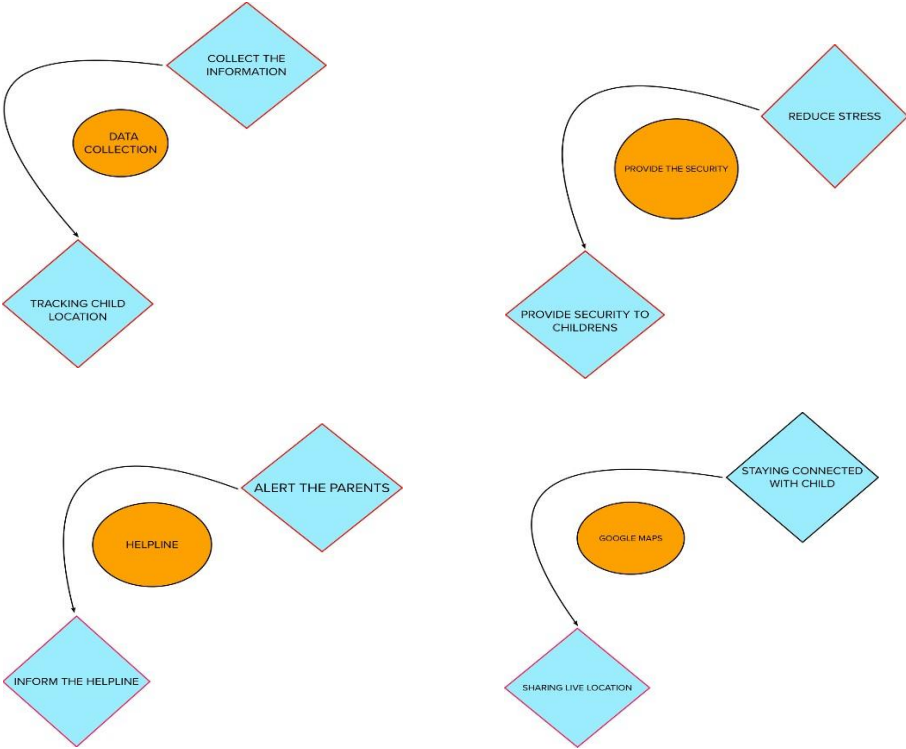 COLLECT THE
INFORMATION
DATA
COLLECTION
TRACKING CHILD
LOCATION
REDUCE STRESS
PROVIDE THE SECURITY
PROVIDE SECURITY TO
CHILDRENS
ALERT THE PARENTS
HELPLINE
INFORM THE HELPLINE
STAYING CONNECTED
WITH CHILD
GOOGLE MAPS
SHARING LIVE LOCATION